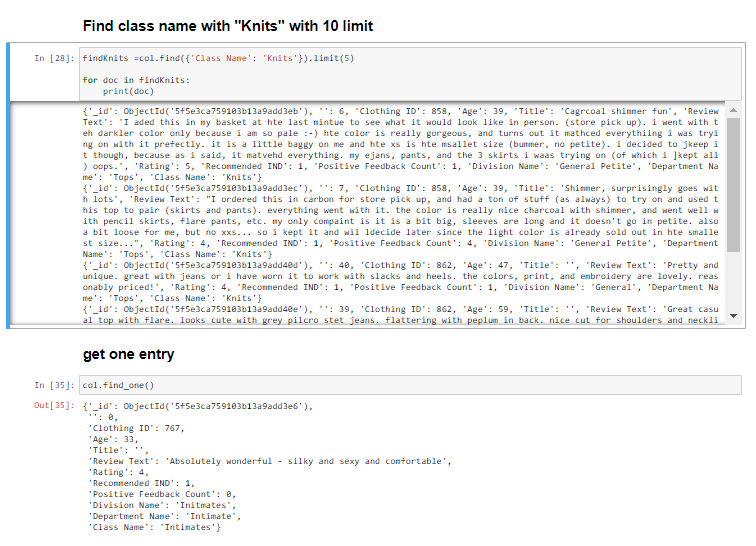 Find class name with "Knits" with 10 limit
In [28]: findKnits =col.find({'Class Name': 'Knits'}).limit(5)
for doc in findKnits:
print(doc)
{'_id': ObjectId('5f5e3ca759103b13a9add3eb'), '': 6, 'Clothing ID': 858, 'Age': 39, 'Title': 'Cagrcoal shimmer fun', 'Review
Text': 'I aded this in my basket at hte last mintue to see what it would look like in person. (store pick up). i went with t
eh darkler color only because i am so pale :-) hte color is really gorgeous, and turns out it mathced everythiing i was tryi
ng on with it prefectly. it is a little baggy on me and hte xs is hte msallet size (bummer, no petite). i decided to jkeep i
t though, because as i said, it matvehd everything. my ejans, pants, and the 3 skirts i waas trying on (of which i ]kept all
) oops.', 'Rating': 5, 'Recommended IND': 1, 'Positive Feedback Count': 1, 'Division Name': 'General Petite', 'Department Na
me': 'Tops', 'Class Name': 'Knits'}
{'_id': ObjectId('5f5e3ca759103b13a9add3ec'), '': 7, 'Clothing ID': 858, 'Age': 39, 'Title': 'Shimmer, surprisingly goes wit
h lots', 'Review Text': "I ordered this in carbon for store pick up, and had a ton of stuff (as always) to try on and used t
his top to pair (skirts and pants). everything went with it. the color is really nice charcoal with shimmer, and went well w
ith pencil skirts, flare pants, etc. my only compaint is it is a bit big, sleeves are long and it doesn't go in petite. also
a bit loose for me, but no xxs... so i kept it and wil ldecide later since the light color is already sold out in hte smalle
st size...", 'Rating': 4, 'Recommended IND': 1, 'Positive Feedback Count': 4, 'Division Name': 'General Petite', 'Department
Name': 'Tops', 'Class Name': 'Knits'}
{'_id': ObjectId('5f5e3ca759103b13a9add40d'), '': 40, 'Clothing ID': 862, 'Age': 47, 'Title': '', 'Review Text': 'Pretty and
unique. great with jeans or i have worn it to work with slacks and heels. the colors, print, and embroidery are lovely. reas
onably priced!', 'Rating': 4, 'Recommended IND': 1, 'Positive Feedback Count': 1, 'Division Name': 'General', 'Department Na
me': 'Tops', 'Class Name': 'Knits'}
{'_id': ObjectId('5f5e3ca759103b13a9add40e'), '': 39, 'Clothing ID': 862, 'Age': 59, 'Title': '', 'Review Text': 'Great casu
al top with flare. looks cute with grey pilcro stet jeans. flattering with peplum in back. nice cut for shoulders and neckli
get one entry
In [35]: col.find_one()
Out[35]: {'_id': ObjectId('5f5e3ca759103b13a9add3e6'),
'': 0,
'Clothing ID': 767,
'Age': 33,
'Title': '',
'Review Text': 'Absolutely wonderful - silky and sexy and comfortable',
'Rating': 4,
'Recommended IND': 1,
'Positive Feedback Count': 0,
'Division Name': 'Initmates',
'Department Name': 'Intimate',
'Class Name': 'Intimates'}